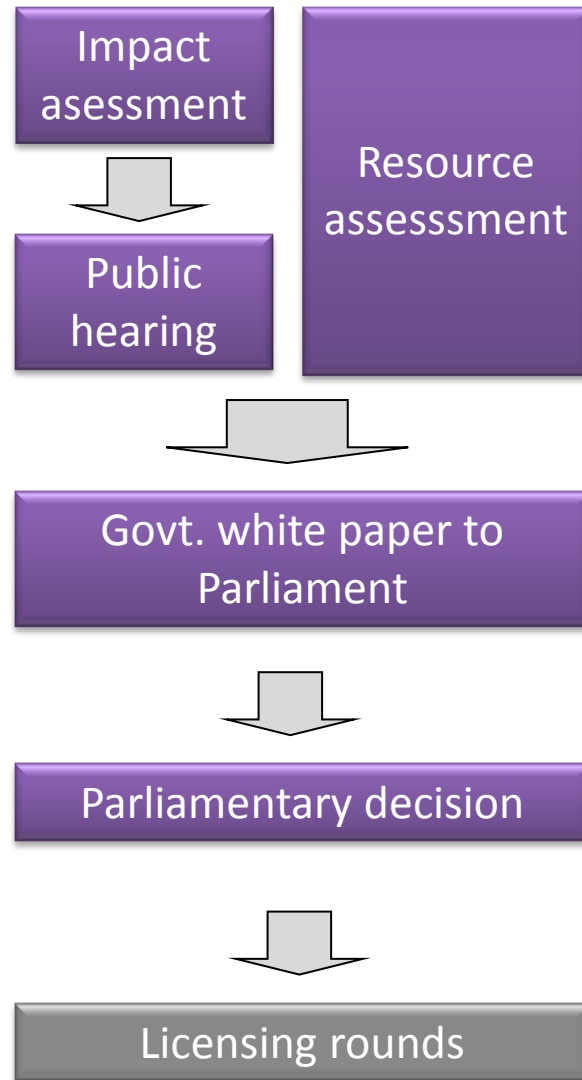 Impact
asessment
Resource
assesssment
Public
hearing
Govt. white paper to
Parliament
Parliamentary decision
Licensing rounds